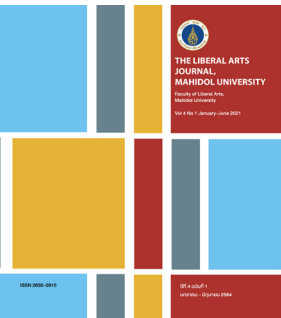 THE LIBERAL ARTS
JOURNAL,
MAHIDOL UNIVERSITY
Faculty of Liberal Arts,
Mahidol University
Vol 4 No 1 January-June 2021
ISSN 2630-0915
ปีที่ 4 ฉบับที่ 1
มกราคม - มิถุนายน 2564